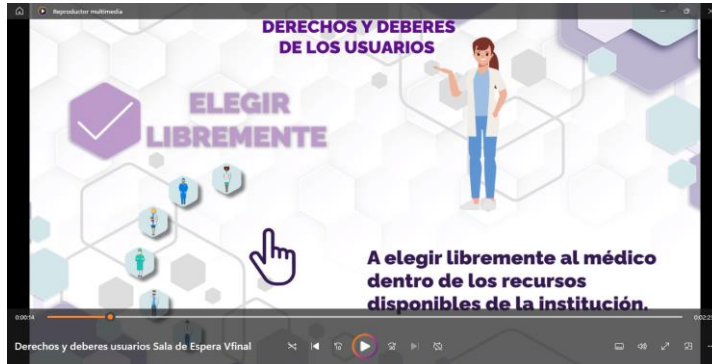 Reproductor multimedia
DERECHOS Y DEBERES
DE LOS USUARIOS
ELEGIR
LIBREMENTE
A elegir libremente al médico
dentro de los recursos
disponibles de la institución.
0:00:14
0:02:25
Derechos y deberes usuarios Sala de Espera Vfinal